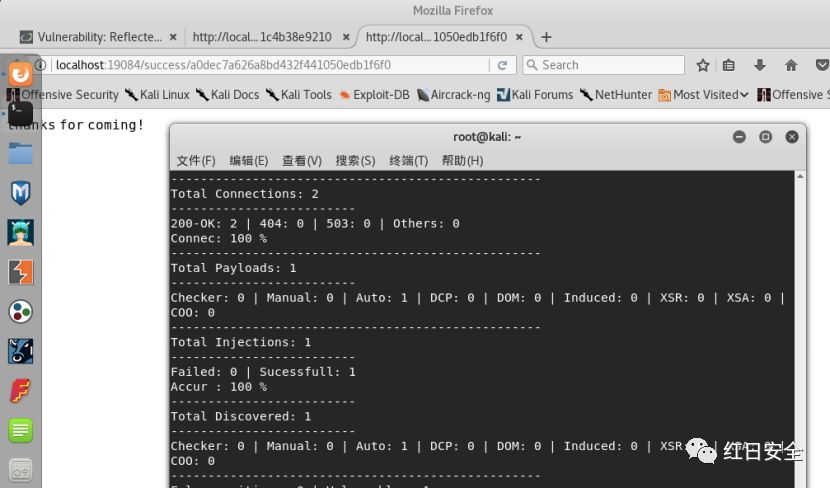 Mozilla Firefox
Vulnerability: Reflecte... × http://local...1c4b38e9210 × http://local...1050edb1f6f0 × +
localhost:19084/success/a0dec7a626a8bd432f441050edb1f6f0 Search
Offensive Security Kali Linux Kali Docs Kali Tools Exploit-DB Aircrack-ng Kali Forums NetHunter Most Visited Offensive S
thanks for coming!
root@kali: ~
文件(F) 编辑(E) 查看(V) 搜索(S) 终端(T) 帮助(H)
--------------------------------------------------
Total Connections: 2
-------------------------
200-OK: 2 | 404: 0 | 503: 0 | Others: 0
Connec: 100 %
--------------------------------------------------
Total Payloads: 1
-------------------------
Checker: 0 | Manual: 0 | Auto: 1 | DCP: 0 | DOM: 0 | Induced: 0 | XSR: 0 | XSA: 0 |
COO: 0
--------------------------------------------------
Total Injections: 1
-------------------------
Failed: 0 | Sucessfull: 1
Accur : 100 %
-------------------------
Total Discovered: 1
-------------------------
Checker: 0 | Manual: 0 | Auto: 1 | DCP: 0 | DOM: 0 | Induced: 0 | XSR: 0 | XSA: 0 |
COO: 0
--------------------------------------------------
红日安全